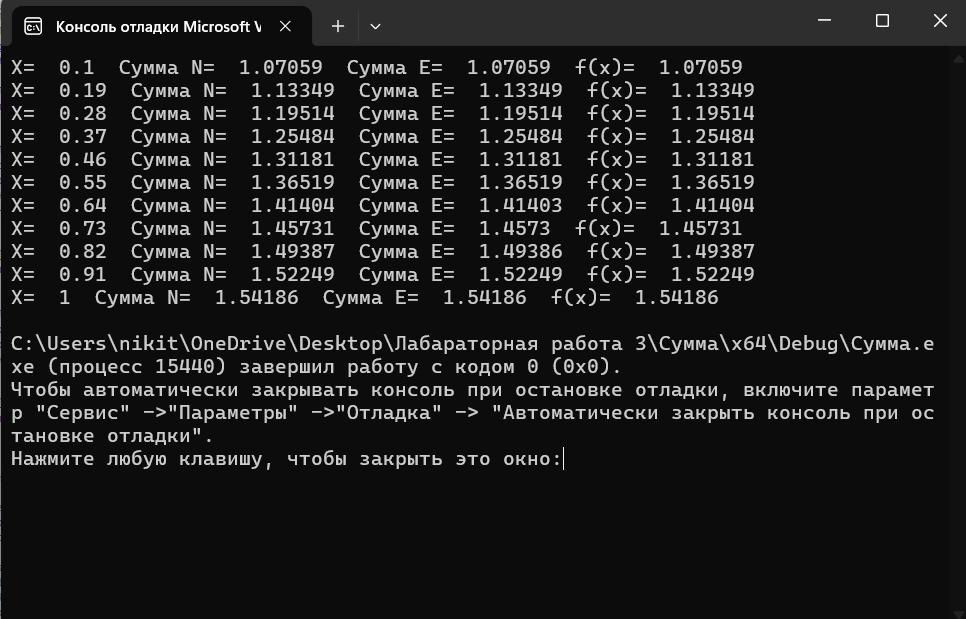 Консоль отладки Microsoft V
X=  0.1  Сумма N=  1.07059  Сумма E=  1.07059  f(x)=  1.07059
X=  0.19  Сумма N=  1.13349  Сумма E=  1.13349  f(x)=  1.13349
X=  0.28  Сумма N=  1.19514  Сумма E=  1.19514  f(x)=  1.19514
X=  0.37  Сумма N=  1.25484  Сумма E=  1.25484  f(x)=  1.25484
X=  0.46  Сумма N=  1.31181  Сумма E=  1.31181  f(x)=  1.31181
X=  0.55  Сумма N=  1.36519  Сумма E=  1.36519  f(x)=  1.36519
X=  0.64  Сумма N=  1.41404  Сумма E=  1.41403  f(x)=  1.41404
X=  0.73  Сумма N=  1.45731  Сумма E=  1.4573  f(x)=  1.45731
X=  0.82  Сумма N=  1.49387  Сумма E=  1.49386  f(x)=  1.49387
X=  0.91  Сумма N=  1.52249  Сумма E=  1.52249  f(x)=  1.52249
X=  1  Сумма N=  1.54186  Сумма E=  1.54186  f(x)=  1.54186
C:\Users\nikit\OneDrive\Desktop\Лабараторная работа 3\Сумма\x64\Debug\Сумма.e
xe (процесс 15440) завершил работу с кодом 0 (0x0).
Чтобы автоматически закрывать консоль при остановке отладки, включите парамет
р "Сервис" ->"Параметры" ->"Отладка" -> "Автоматически закрыть консоль при ос
тановке отладки".
Нажмите любую клавишу, чтобы закрыть это окно: